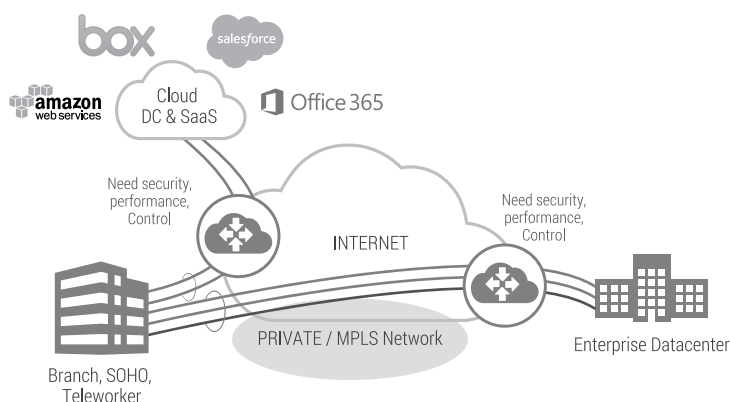 box
salesforce
amazon
web services
Cloud
DC & SaaS
Office 365
Need security,
performance,
Control
Need security,
performance,
Control
INTERNET
PRIVATE / MPLS Network
Enterprise Datacenter
Branch, SOHO,
Teleworker